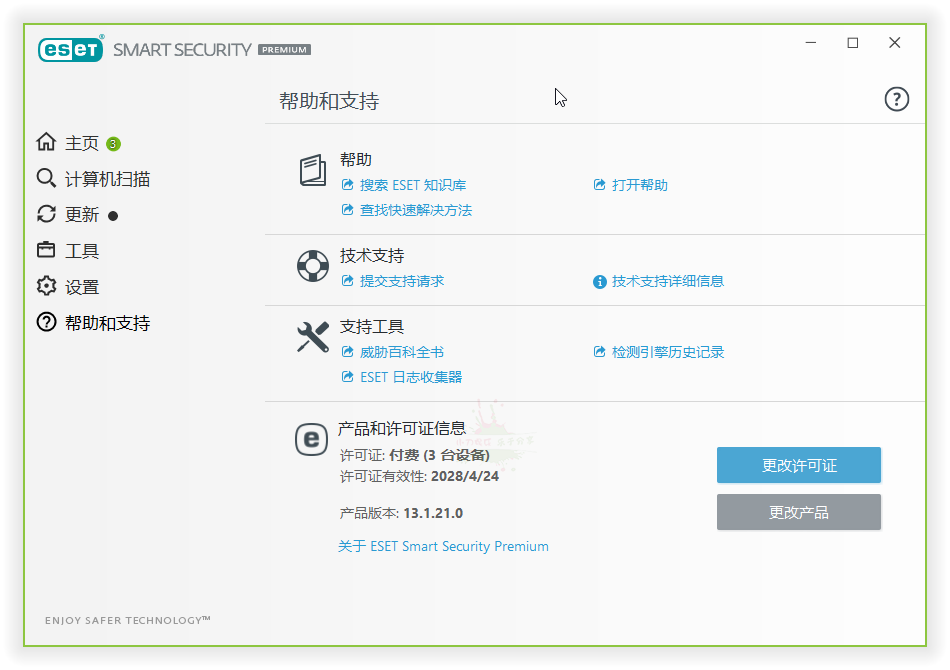 eset® SMART SECURITY PREMIUM
帮助和支持
主页 3
计算机扫描
更新
工具
设置
帮助和支持
帮助
搜索 ESET 知识库 打开帮助
查找快速解决方法
技术支持
提交支持请求 技术支持详细信息
支持工具
威胁百科全书 检测引擎历史记录
ESET 日志收集器
产品和许可证信息
许可证: 付费 (3 台设备)
许可证有效性: 2028/4/24
产品版本: 13.1.21.0
关于 ESET Smart Security Premium
更改许可证
更改产品
ENJOY SAFER TECHNOLOGY™